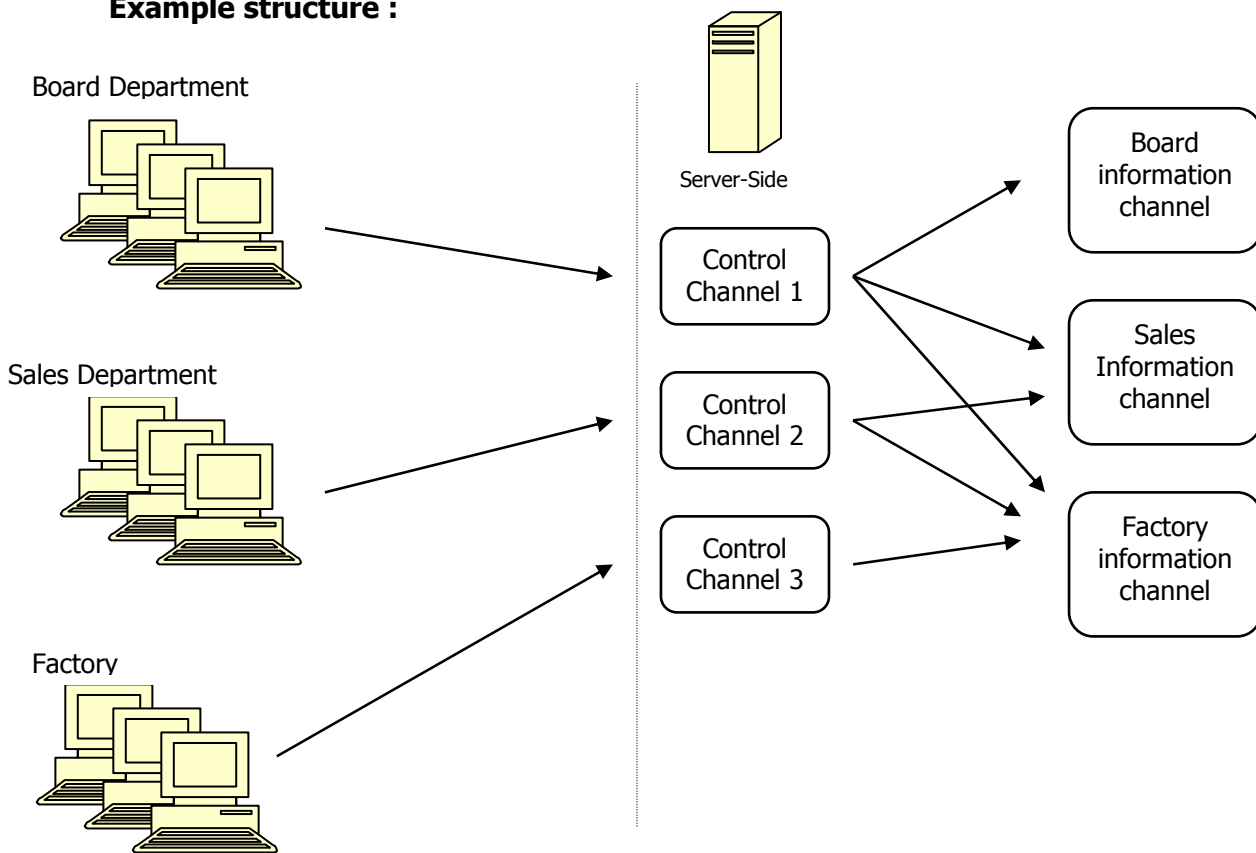 Example structure :
Board Department
Server-Side
Board
information
channel
Control
Channel 1
Sales
Information
channel
Sales Department
Control
Channel 2
Factory
information
channel
Control
Channel 3
Factory